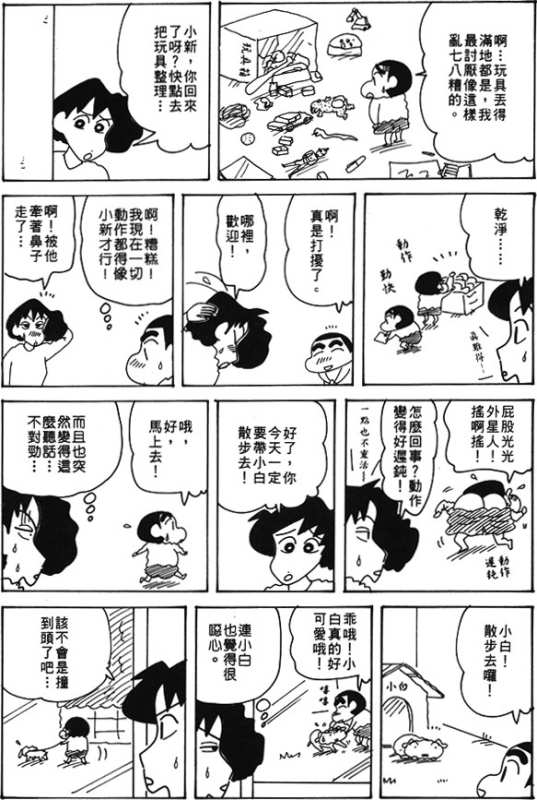 啊…玩具丟得
滿地都是，我
最討厭像這樣
亂七八糟的。
玩具箱
小新，你回來
了呀？快點去
把玩具整理…
乾淨……
動作
勤快
啊！
真是打擾了。
哪裡，
歡迎！
啊！糟糕！
我現在一切
動作都得像
小新才行！
啊！被他
牽著鼻子
走了…
屁股光光
外星人！
搖啊搖！
動作
遲鈍
怎麼回事？動作
變得好遲鈍！
一點也不靈活——
好了，你
今天一定
要帶小白
散步去！
哦，
好，
馬上去！
而且也突
然變得這
麼聽話…
不對勁…
小白！
散步去囉！
小白
乖哦！小
白真的好
可愛哦！
連小白
也覺得很
噁心。
該不會是撞
到頭了吧…